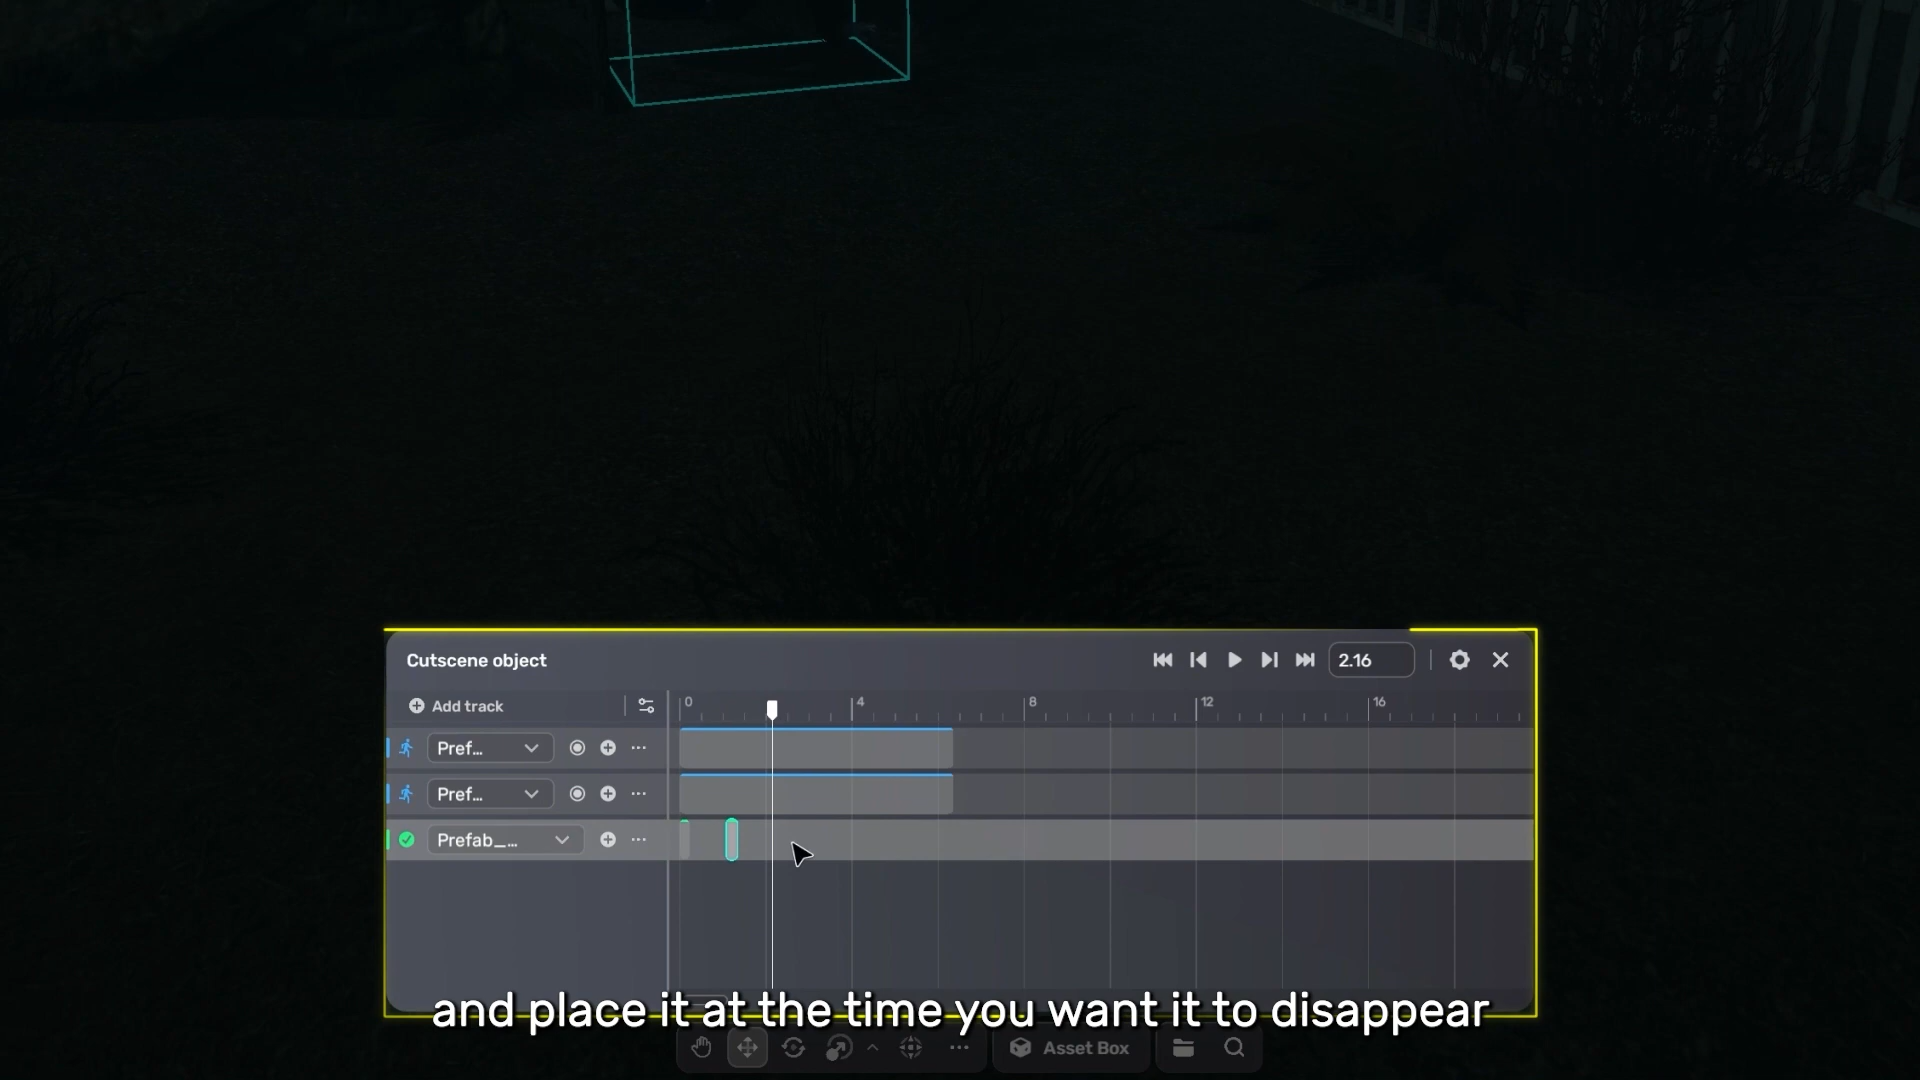 Cutscene object
2.16
Add track
0 4 8 12 16
Pref...
Pref...
Prefab_...
and place it at the time you want it to disappear
Asset Box